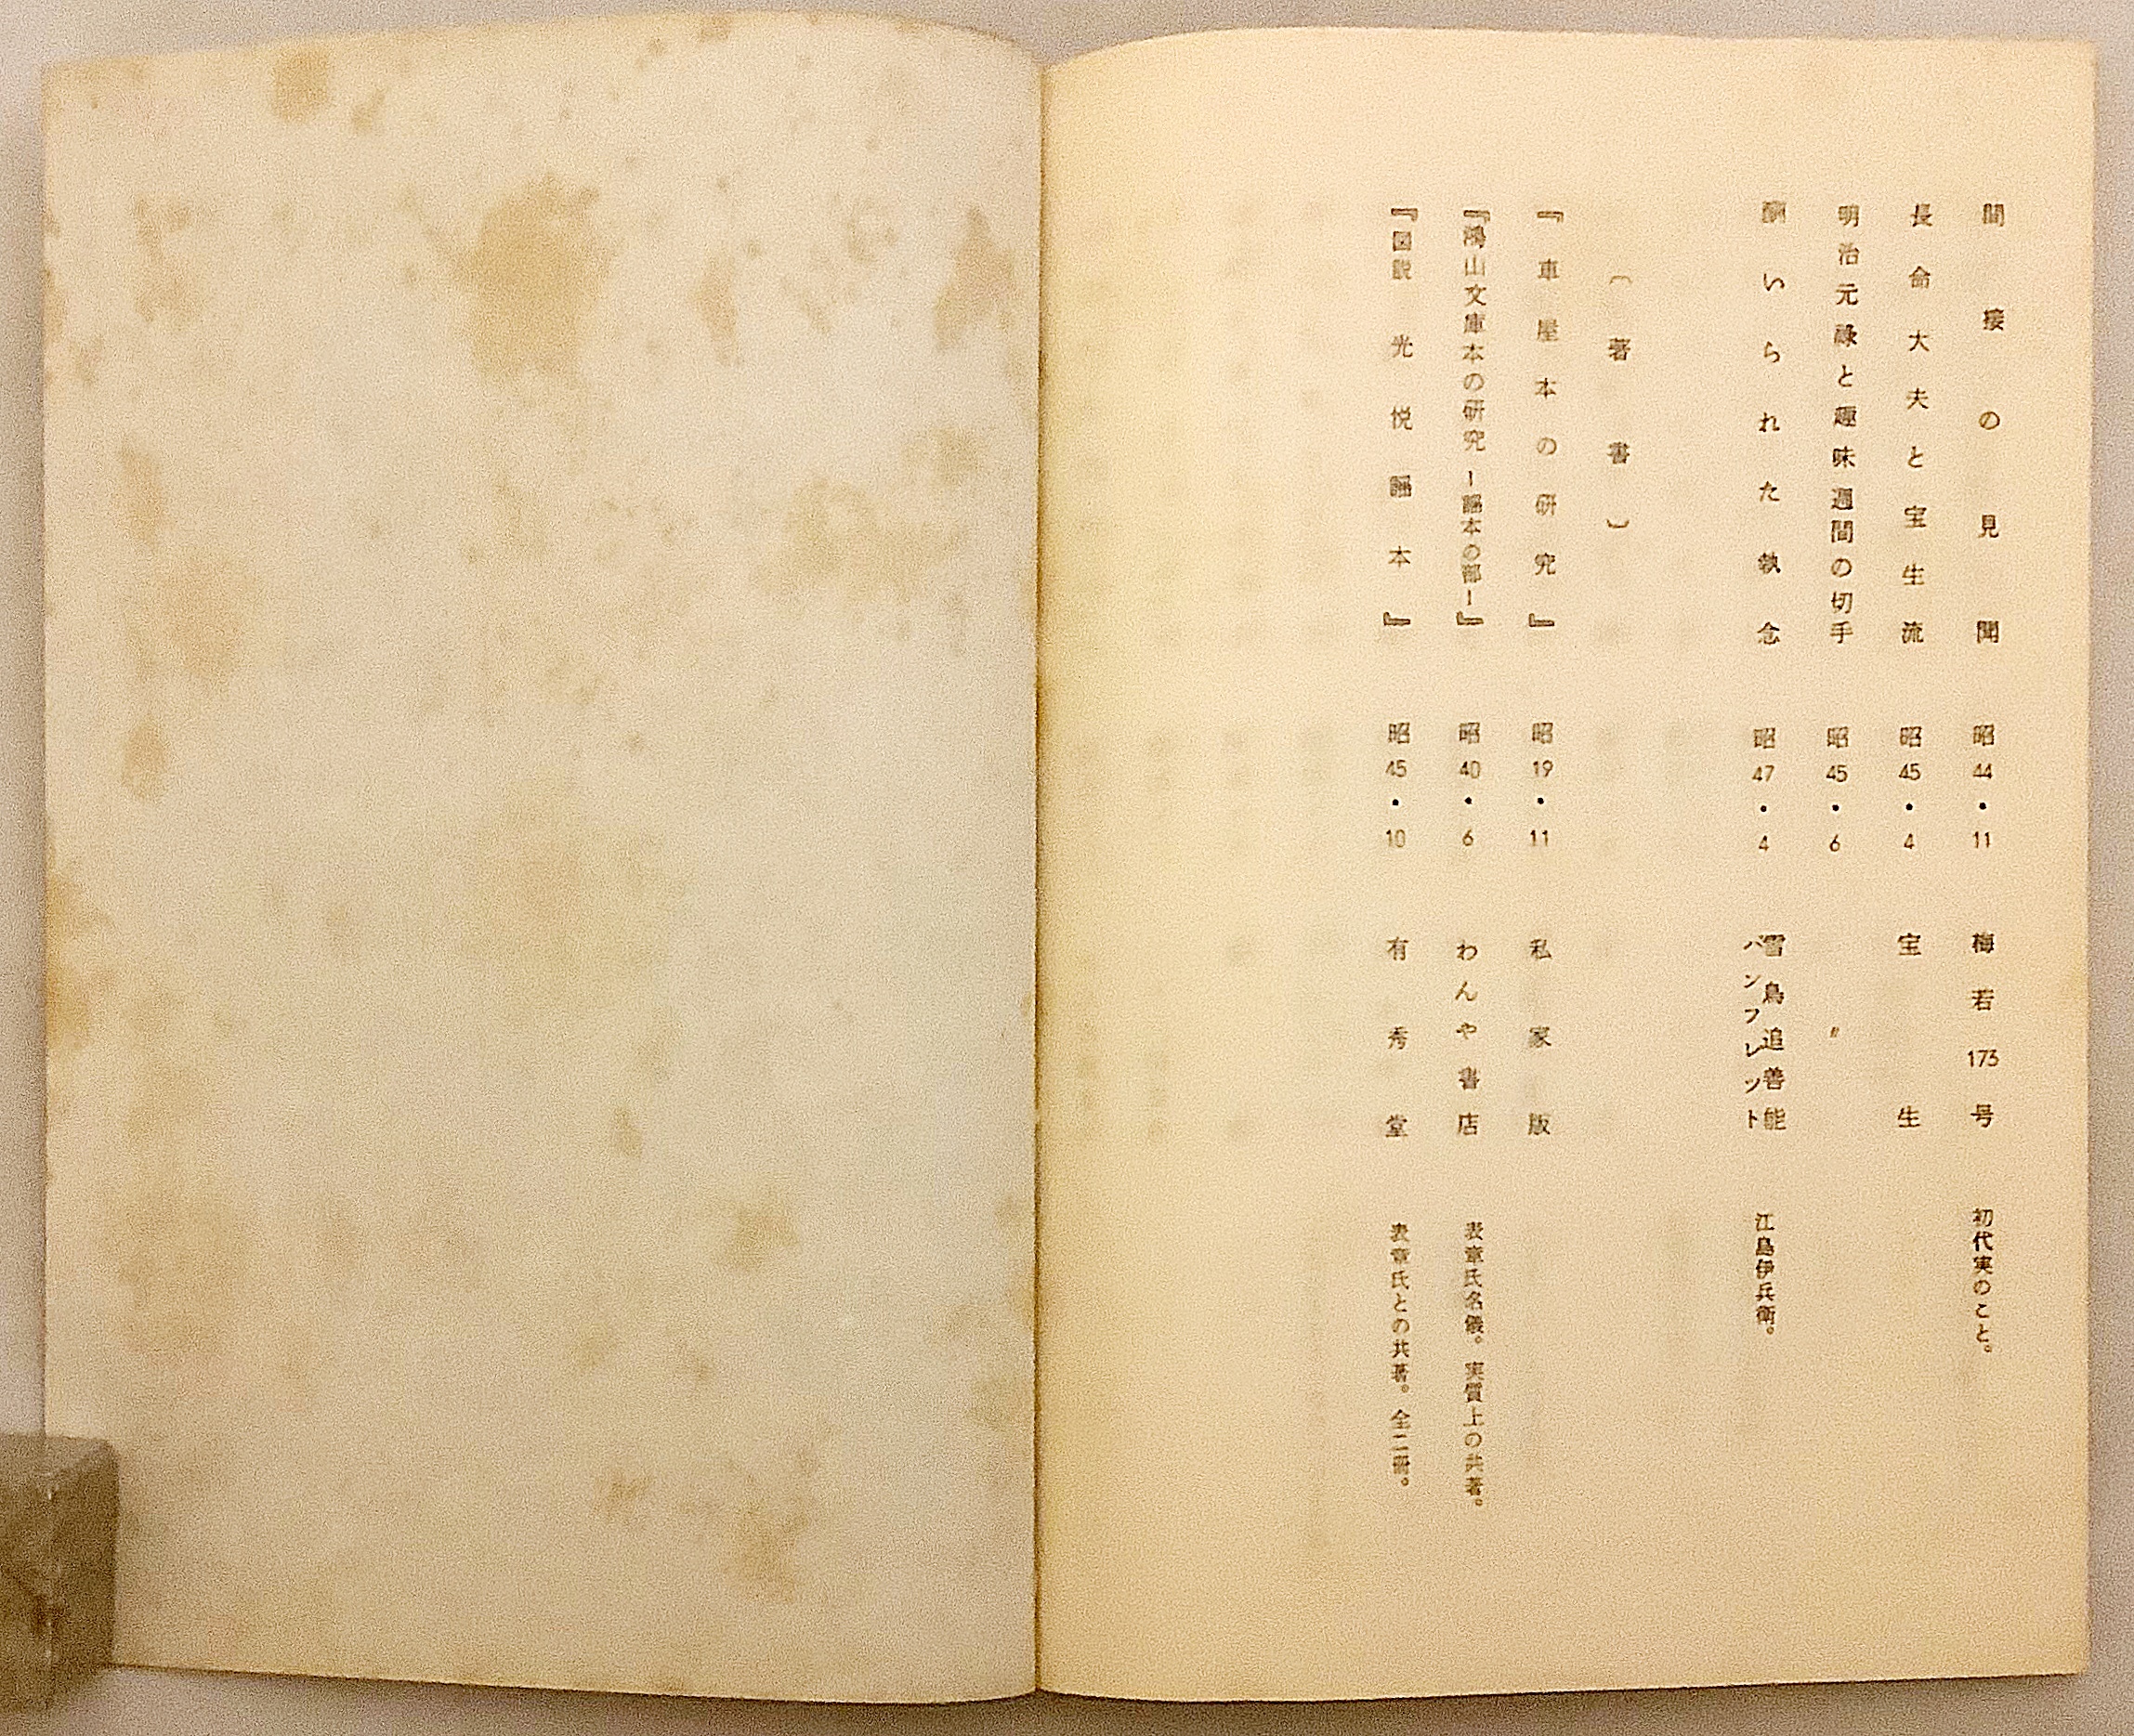 間接の見聞 昭44・11 梅若173号 初代実のこと。
長命大夫と宝生流 昭45・4 宝生
明治元禄と趣味週間の切手 昭45・6 〃
酬いられた執念 昭47・4 雪鳥追善能パンフレット 江島伊兵衛。
〔著書〕
『車屋本の研究』 昭19・11 私家版
『鴻山文庫本の研究―謡本の部―』 昭40・6 わんや書店 表章氏名儀。実質上の共著。
『図説光悦謡本』 昭45・10 有秀堂 表章氏との共著。全二冊。